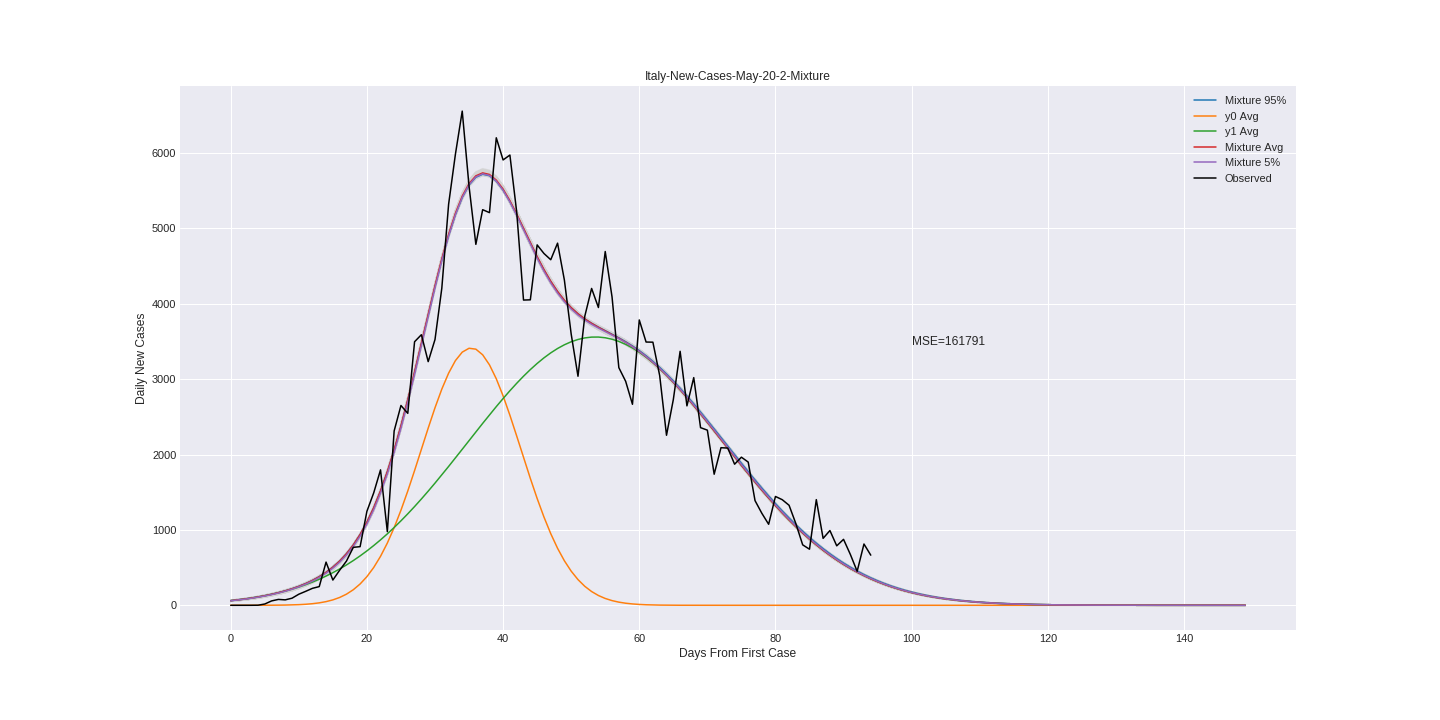 Italy-New-Cases-May-20-2-Mixture
Mixture 95%
y0 Avg
y1 Avg
Mixture Avg
Mixture 5%
Observed
6000
5000
4000
3000
2000
1000
0
Daily New Cases
MSE=161791
0 20 40 60 80 100 120 140
Days From First Case